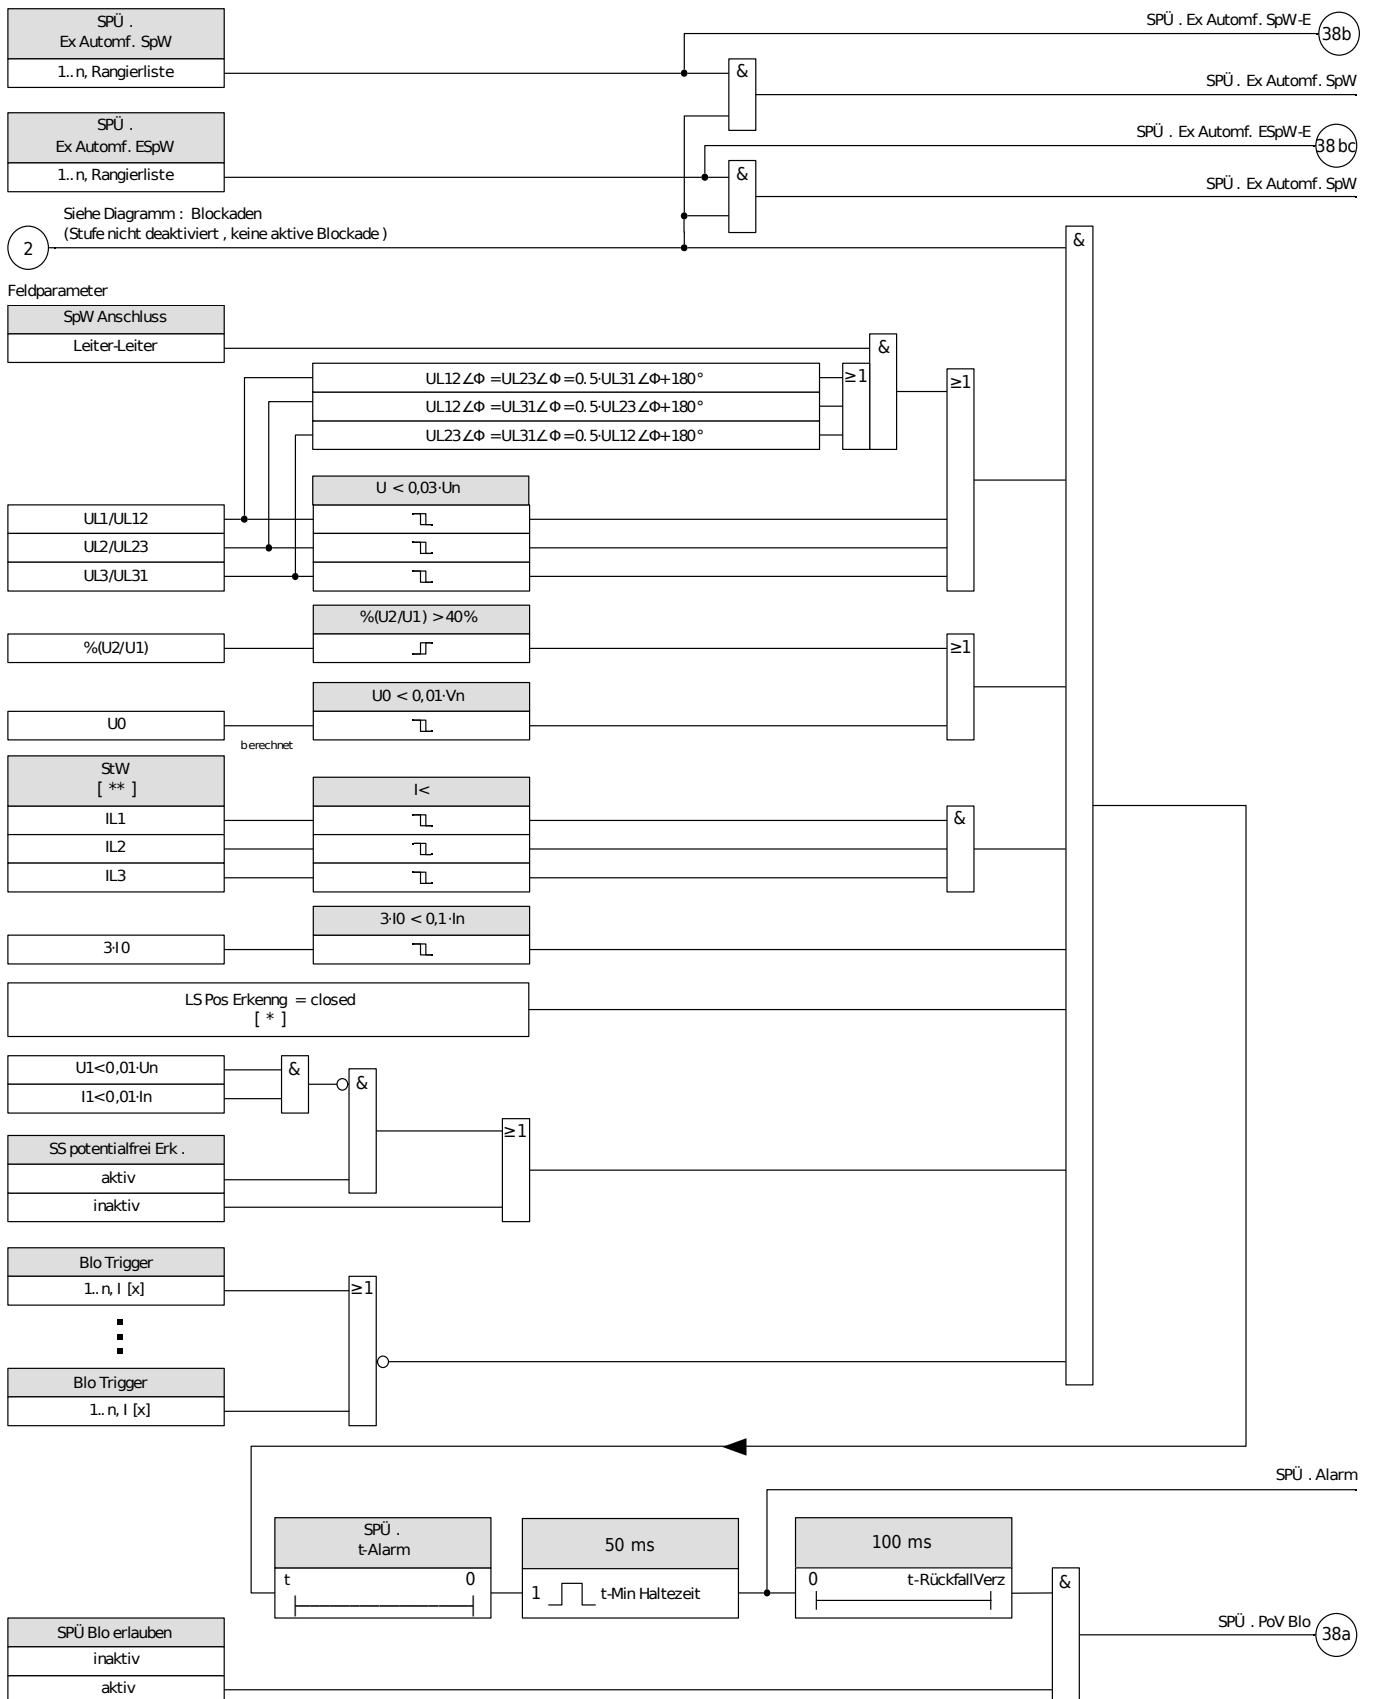 SPÜ .
Ex Automf. SpW
1..n, Rangierliste
SPÜ . Ex Automf. SpW-E
38b
&
SPÜ . Ex Automf. SpW
SPÜ .
Ex Automf. ESpW
1..n, Rangierliste
SPÜ . Ex Automf. ESpW-E
38 bc
&
SPÜ . Ex Automf. SpW
Siehe Diagramm : Blockaden
(Stufe nicht deaktiviert , keine aktive Blockade )
2
&
Feldparameter
SpW Anschluss
Leiter-Leiter
&
UL12∠Φ =UL23∠Φ=0.5·UL31∠Φ+180°
≥1
≥1
UL12∠Φ =UL31∠Φ=0.5·UL23∠Φ+180°
UL23∠Φ =UL31∠Φ=0.5·UL12∠Φ+180°
U < 0,03·Un
UL1/UL12
UL2/UL23
UL3/UL31
%(U2/U1) >40%
%(U2/U1)
≥1
U0 < 0,01·Vn
U0
berechnet
StW
[ ** ]
I<
IL1
&
IL2
IL3
3·I0 < 0,1·In
3·I0
LS Pos Erkenng = closed
[ * ]
U1<0,01·Un
&
I1<0,01·In
&
≥1
SS potentialfrei Erk .
aktiv
inaktiv
Blo Trigger
1..n, I [x]
≥1
Blo Trigger
1..n, I [x]
SPÜ . Alarm
SPÜ .
t-Alarm
50 ms
100 ms
t 0
1 t-Min Haltezeit
0 t-RückfallVerz
&
SPÜ Blo erlauben
SPÜ . PoV Blo
38a
inaktiv
aktiv